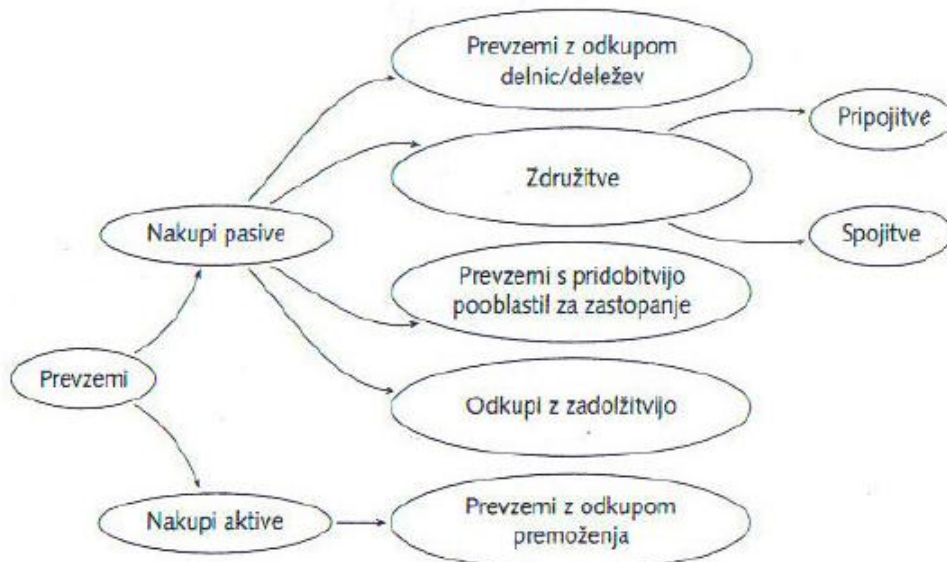 Prevzemi z odkupom
delnic/deležev
Pripojitve
Združitve
Nakupi pasive
Spojitve
Prevzemi s pridobitvijo
pooblastil za zastopanje
Prevzemi
Odkupi z zadolžitvijo
Nakupi aktive
Prevzemi z odkupom
premoženja